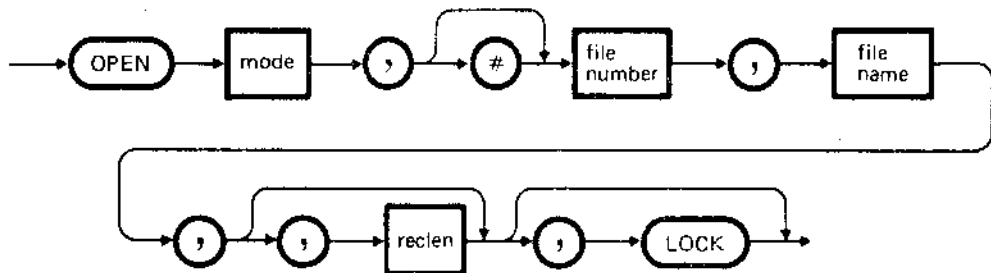 OPEN mode , # file number , file name
, , reclen , LOCK